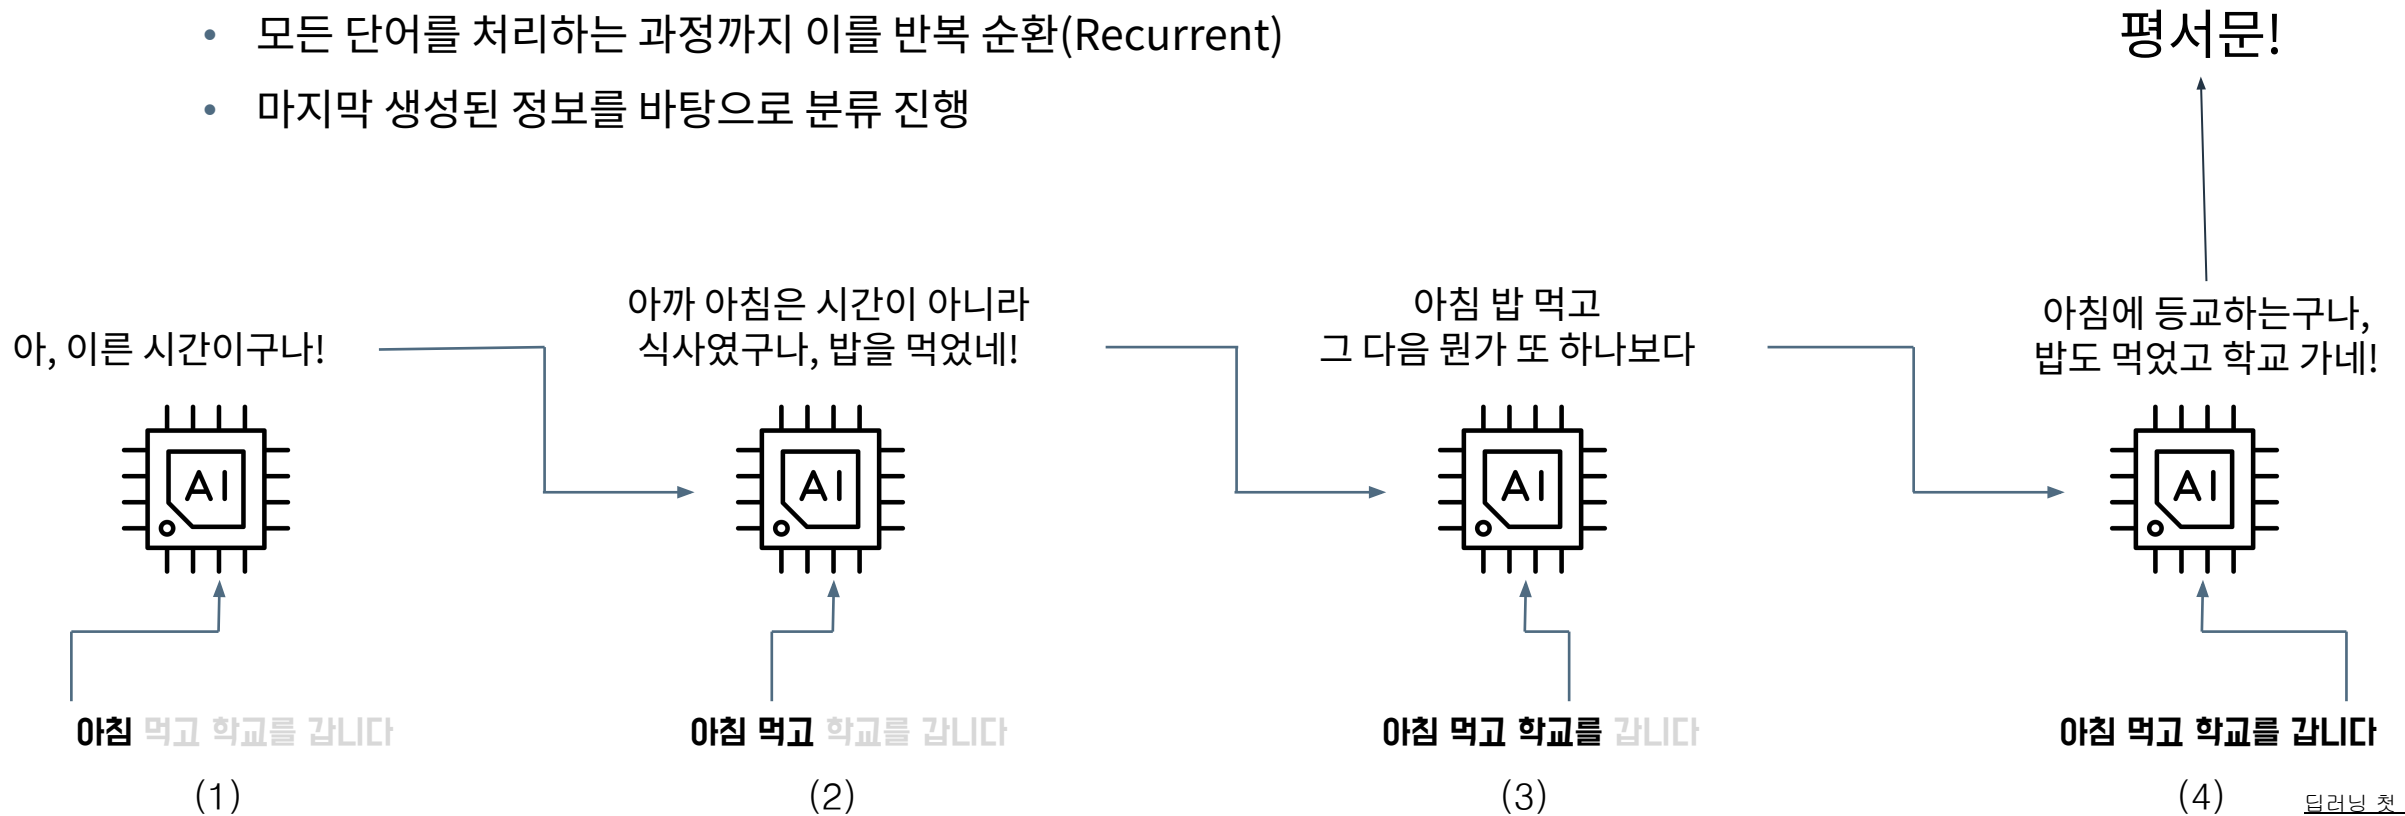 • 모든 단어를 처리하는 과정까지 이를 반복 순환(Recurrent)
• 마지막 생성된 정보를 바탕으로 분류 진행
평서문!
아, 이른 시간이구나!
아까 아침은 시간이 아니라
식사였구나, 밥을 먹었네!
아침 밥 먹고
그 다음 뭔가 또 하나보다
아침에 등교하는구나,
밥도 먹었고 학교 가네!
AI
AI
AI
AI
아침 먹고 학교를 갑니다
아침 먹고 학교를 갑니다
아침 먹고 학교를 갑니다
아침 먹고 학교를 갑니다
(1)
(2)
(3)
(4)
딥러닝 첫